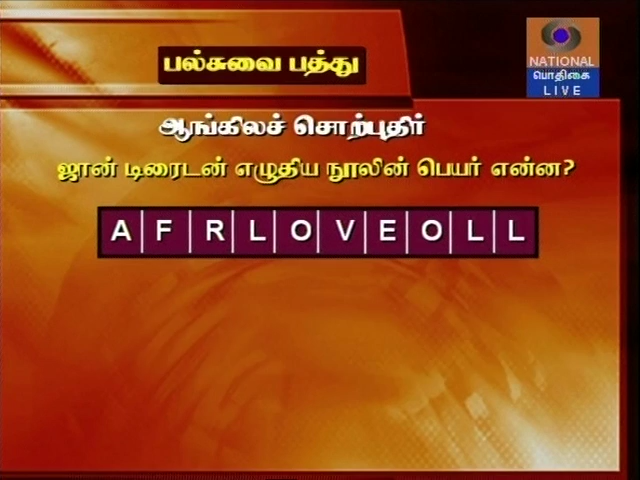 பல்சுவை பத்து
NATIONAL
பொதிகை
LIVE
ஆங்கிலச் சொற்புதிர்
ஜான் டிரைடன் எழுதிய நூலின் பெயர் என்ன?
A F R L O V E O L L